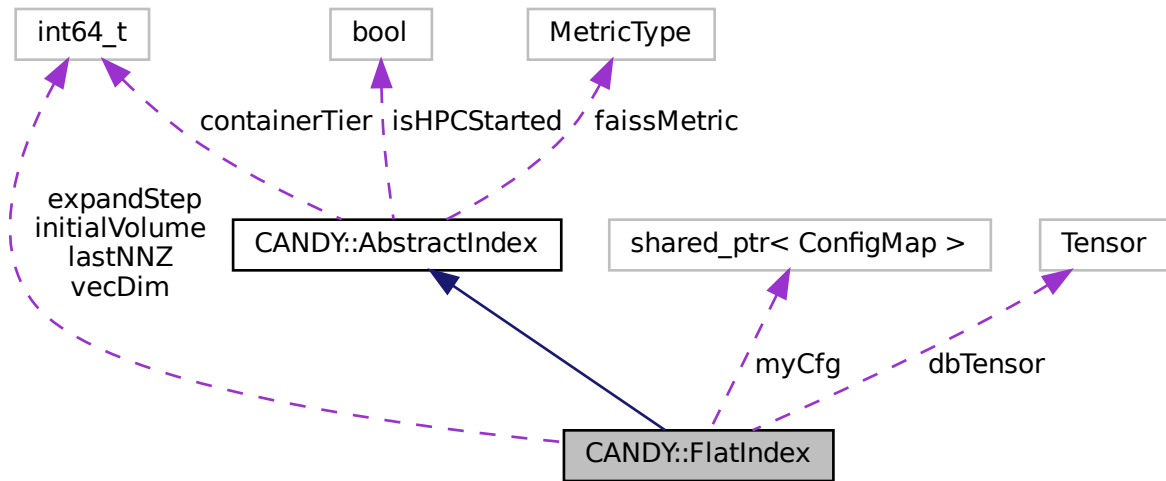 int64_t
bool
MetricType
containerTier
isHPCStarted
faissMetric
expandStep
initialVolume
lastNNZ
vecDim
CANDY::AbstractIndex
shared_ptr< ConfigMap >
Tensor
myCfg
dbTensor
CANDY::FlatIndex